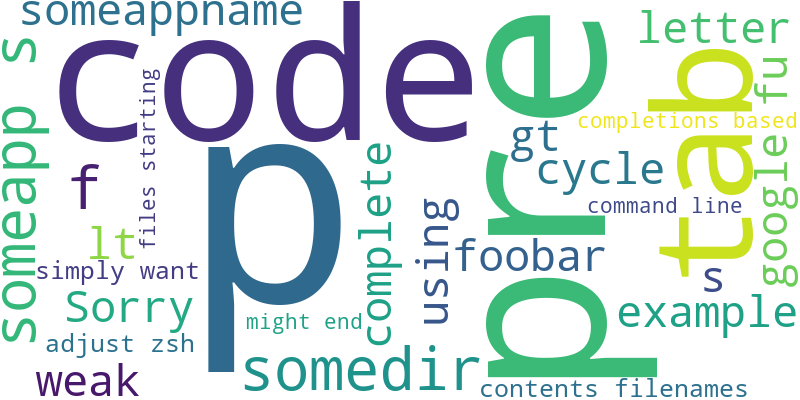 someappname
code
p
pre
tab
letter
google fu
completions based
gt
cycle
command line
s
foobar
example
contents filenames
someapp s
files starting
f
lt
simply want
Sorry
adjust zsh
weak
might end
complete
using
somedir